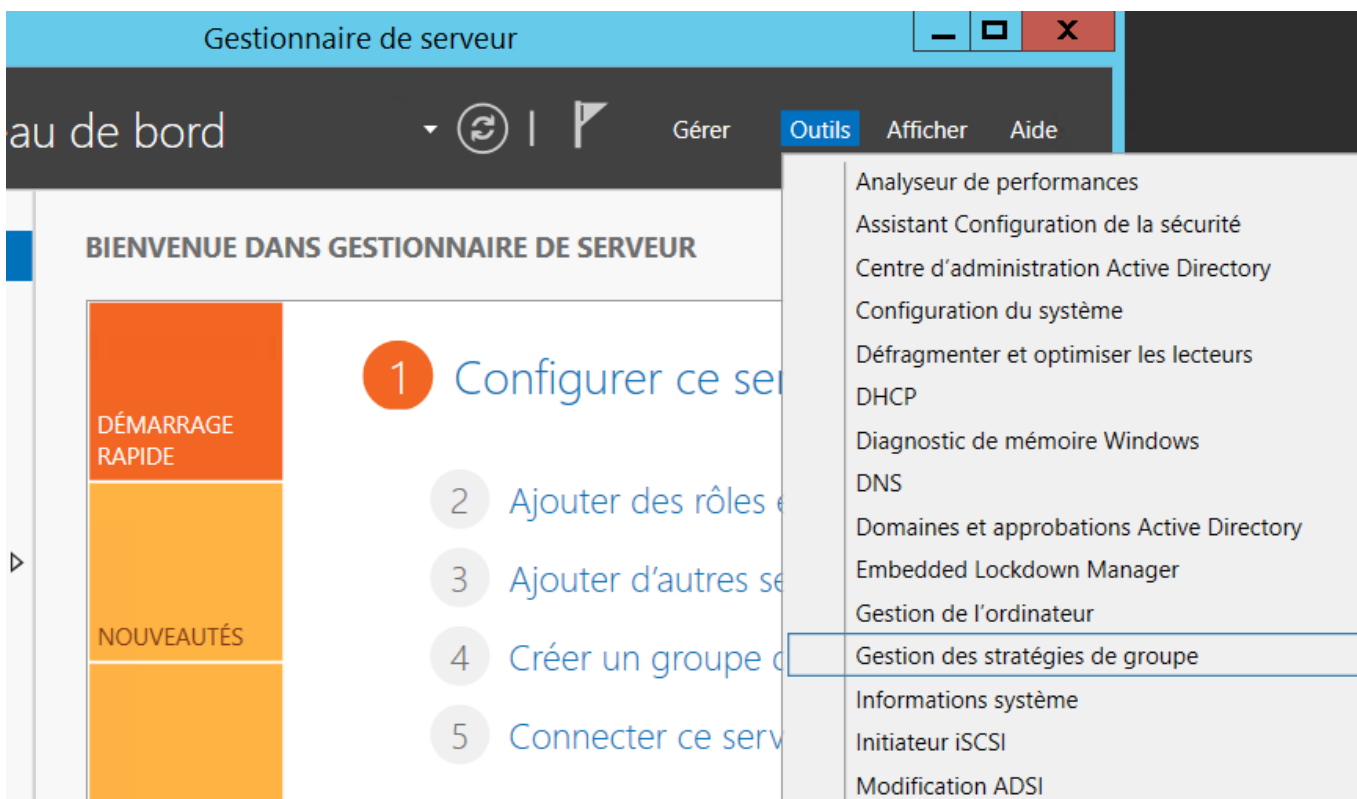 Gestionnaire de serveur
au de bord
Gérer Outils Afficher Aide
BIENVENUE DANS GESTIONNAIRE DE SERVEUR
DÉMARRAGE
RAPIDE
NOUVEAUTÉS
1 Configurer ce ser
2 Ajouter des rôles e
3 Ajouter d'autres se
4 Créer un groupe d
5 Connecter ce serv
Analyseur de performances
Assistant Configuration de la sécurité
Centre d'administration Active Directory
Configuration du système
Défragmenter et optimiser les lecteurs
DHCP
Diagnostic de mémoire Windows
DNS
Domaines et approbations Active Directory
Embedded Lockdown Manager
Gestion de l'ordinateur
Gestion des stratégies de groupe
Informations système
Initiateur iSCSI
Modification ADSI